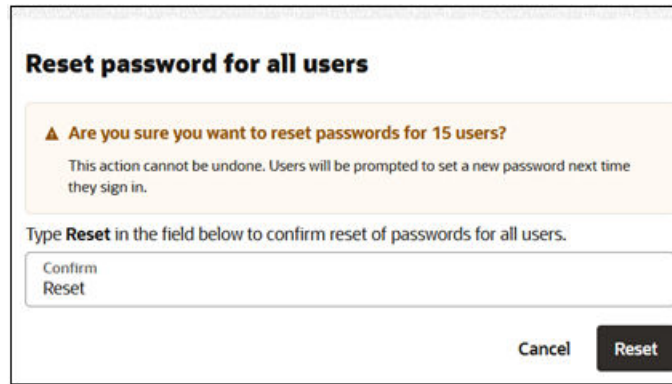 Reset password for all users
Are you sure you want to reset passwords for 15 users?
This action cannot be undone. Users will be prompted to set a new password next time
they sign in.
Type Reset in the field below to confirm reset of passwords for all users.
Confirm
Reset
Cancel Reset